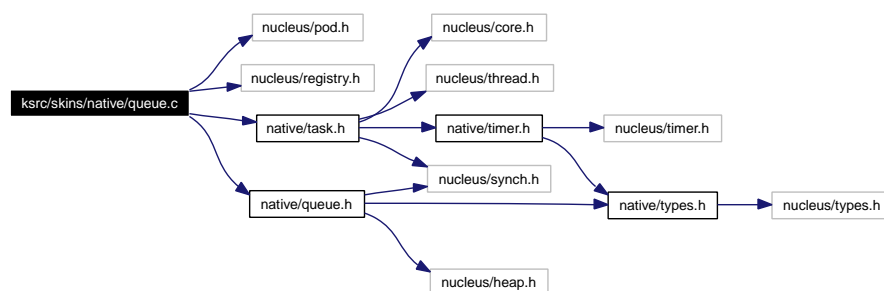 nucleus/pod.h
nucleus/core.h
nucleus/registry.h
nucleus/thread.h
ksrc/skins/native/queue.c
native/task.h
native/timer.h
nucleus/timer.h
nucleus/synch.h
native/queue.h
native/types.h
nucleus/types.h
nucleus/heap.h